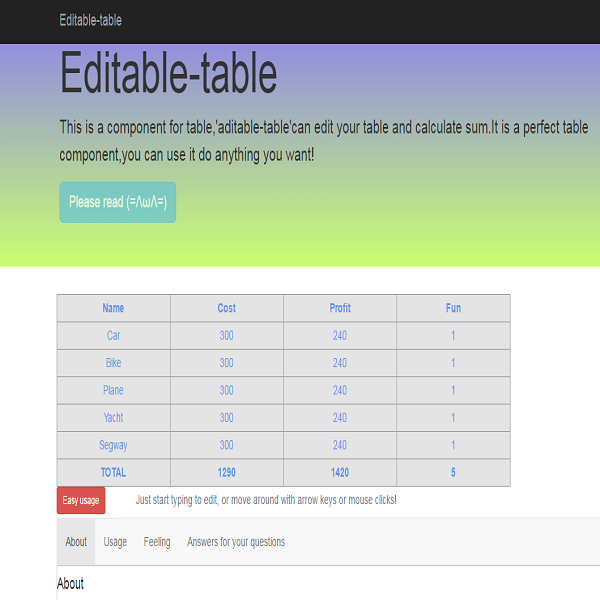 Editable-table
Editable-table
This is a component for table,'aditable-table'can edit your table and calculate sum.It is a perfect table
component,you can use it do anything you want!
Please read (=ΛωΛ=)
Name Cost Profit Fun
Car 300 240 1
Bike 300 240 1
Plane 300 240 1
Yacht 300 240 1
Segway 300 240 1
TOTAL 1290 1420 5
Easy usage Just start typing to edit, or move around with arrow keys or mouse clicks!
About Usage Feeling Answers for your questions
About